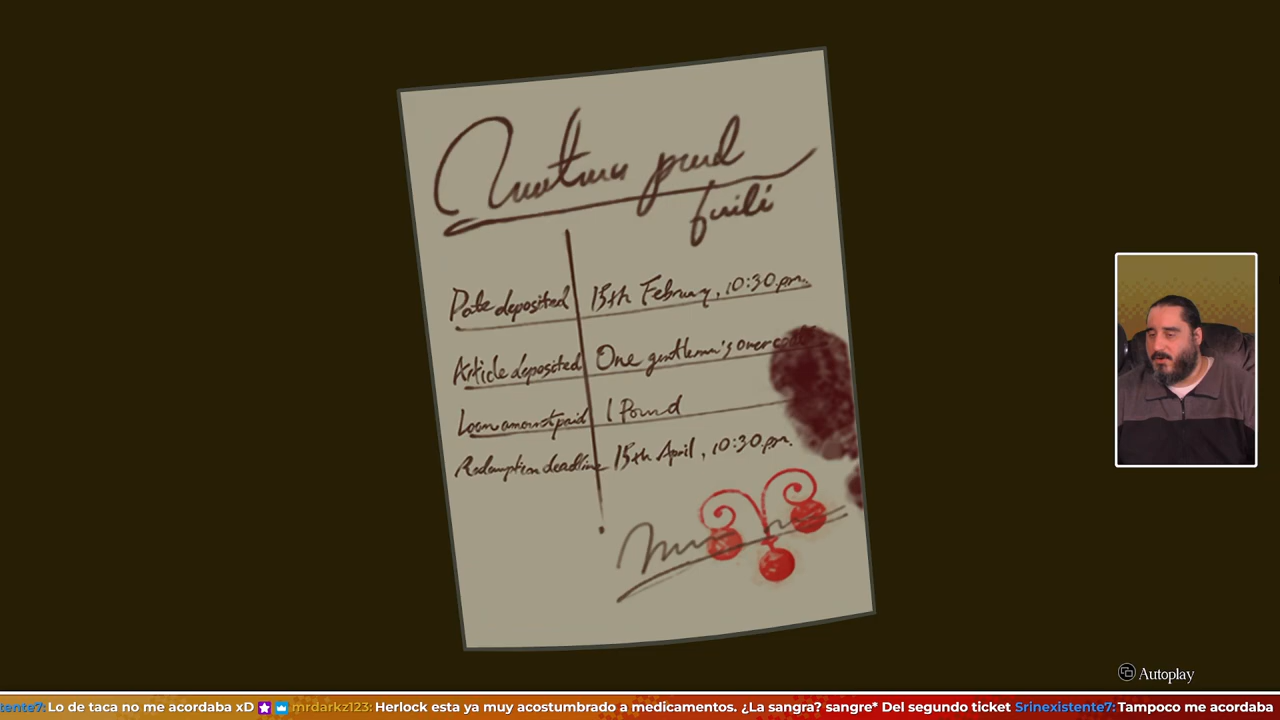 Date deposited 15th February, 10:30 p.m.
Article deposited One gentleman's overcoat
Loan amount paid 1 Pound
Redemption deadline 15th April, 10:30 p.m.
Autoplay
tente7: Lo de taca no me acordaba xD mrdarkz123: Herlock esta ya muy acostumbrado a medicamentos. ¿La sangra? sangre* Del segundo ticket Srinexistente7: Tampoco me acordaba